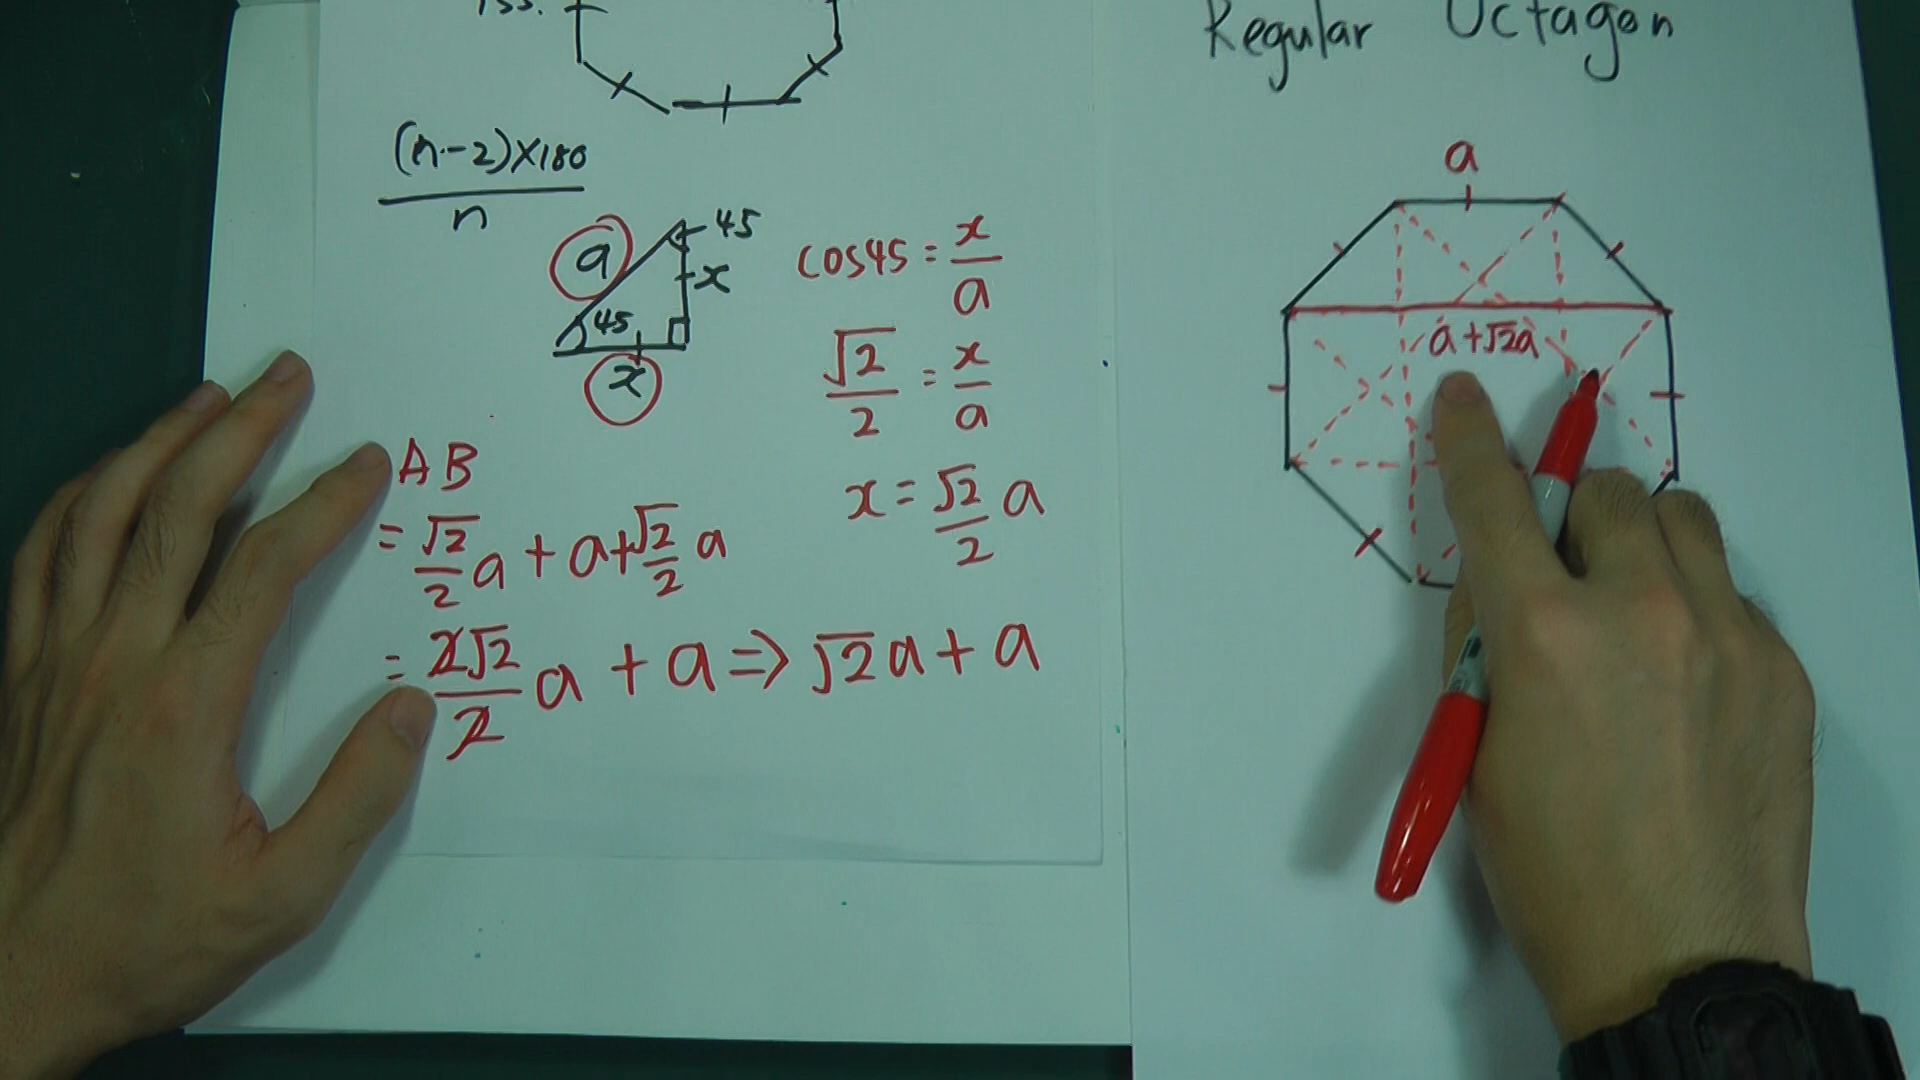 135.
(n-2)×180
n
a
45
x
45
x
cos45 = x/a
√2/2 = x/a
x = √2/2 a
AB
= √2/2 a + a + √2/2 a
= 2√2/2 a + a ⇒ √2a + a
Regular Octagon
a
a+√2a